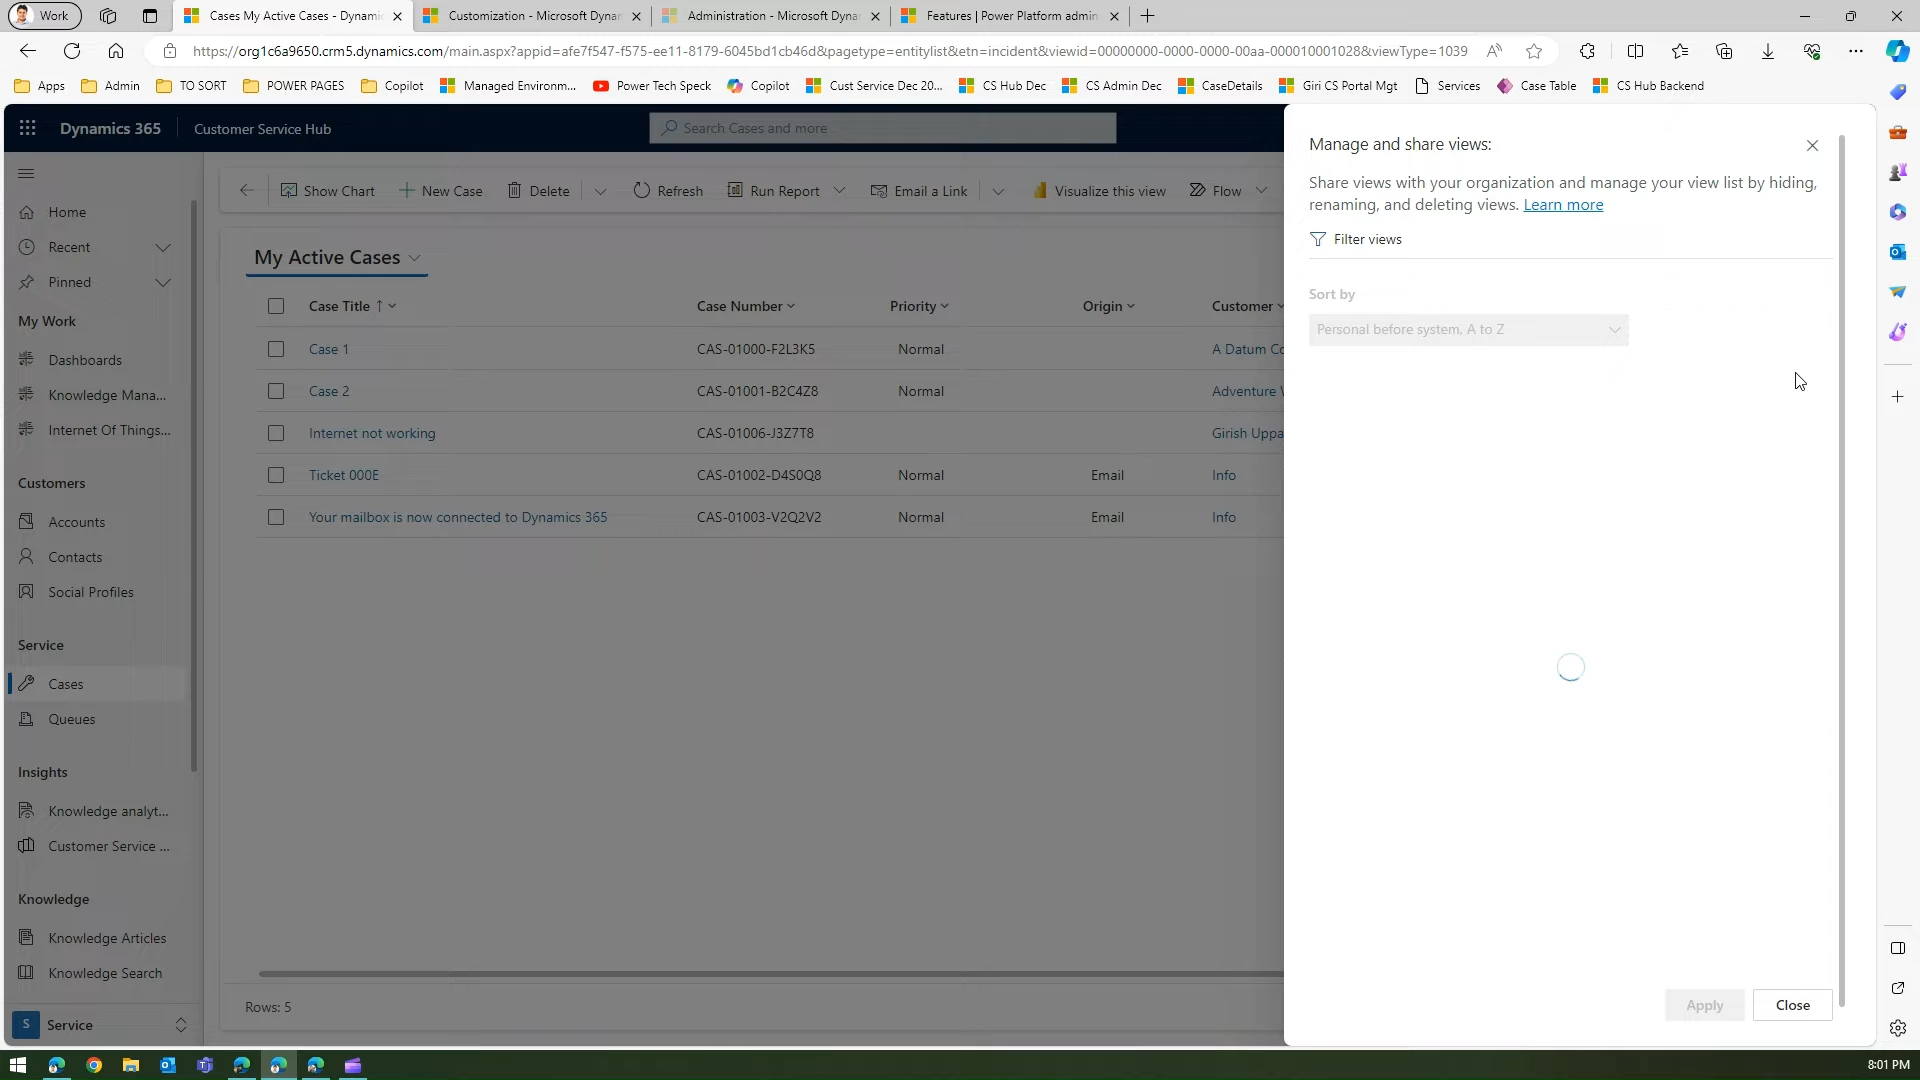 Work
Cases My Active Cases - Dynamic
Customization - Microsoft Dynam
Administration - Microsoft Dynam
Features | Power Platform admin
https://org1c6a9650.crm5.dynamics.com/main.aspx?appid=afe7f547-f575-ee11-8179-6045bd1cb46d&pagetype=entitylist&etn=incident&viewid=00000000-0000-0000-00aa-000010001028&viewType=1039
Apps
Admin
TO SORT
POWER PAGES
Copilot
Managed Environm...
Power Tech Speck
Copilot
Cust Service Dec 20...
CS Hub Dec
CS Admin Dec
CaseDetails
Giri CS Portal Mgt
Services
Case Table
CS Hub Backend
Dynamics 365
Customer Service Hub
Search Cases and more
Show Chart
New Case
Delete
Refresh
Run Report
Email a Link
Visualize this view
Flow
Home
Recent
Pinned
My Work
Dashboards
Knowledge Mana...
Internet Of Things...
Customers
Accounts
Contacts
Social Profiles
Service
Cases
Queues
Insights
Knowledge analyt...
Customer Service ...
Knowledge
Knowledge Articles
Knowledge Search
S Service
My Active Cases
Case Title ↑ Case Number Priority Origin Customer
Case 1 CAS-01000-F2L3K5 Normal A Datum Co
Case 2 CAS-01001-B2C4Z8 Normal Adventure W
Internet not working CAS-01006-J3Z7T8 Girish Uppa
Ticket 000E CAS-01002-D4S0Q8 Normal Email Info
Your mailbox is now connected to Dynamics 365 CAS-01003-V2Q2V2 Normal Email Info
Rows: 5
Manage and share views:
Share views with your organization and manage your view list by hiding,
renaming, and deleting views. Learn more
Filter views
Sort by
Personal before system, A to Z
Apply
Close
8:01 PM